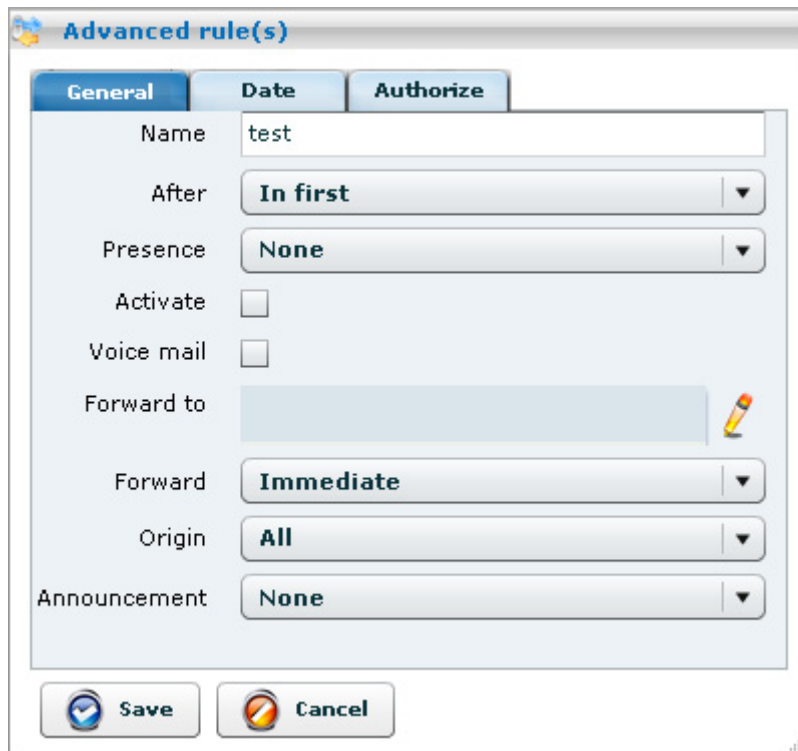 Advanced rule(s)
General Date Authorize
Name test
After In first
Presence None
Activate
Voice mail
Forward to
Forward Immediate
Origin All
Announcement None
Save Cancel